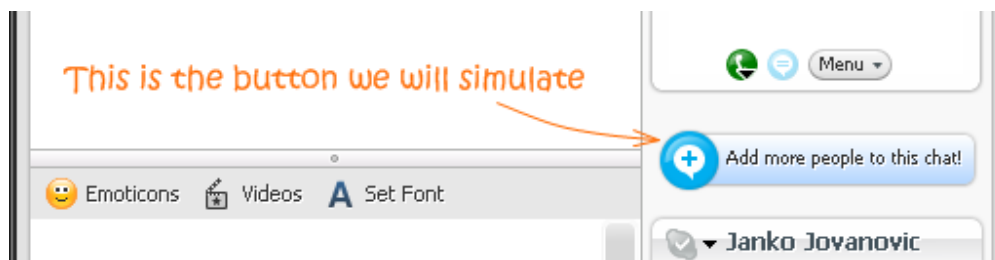 This is the button we will simulate
Menu
Add more people to this chat!
Emoticons Videos A Set Font
Janko Jovanovic